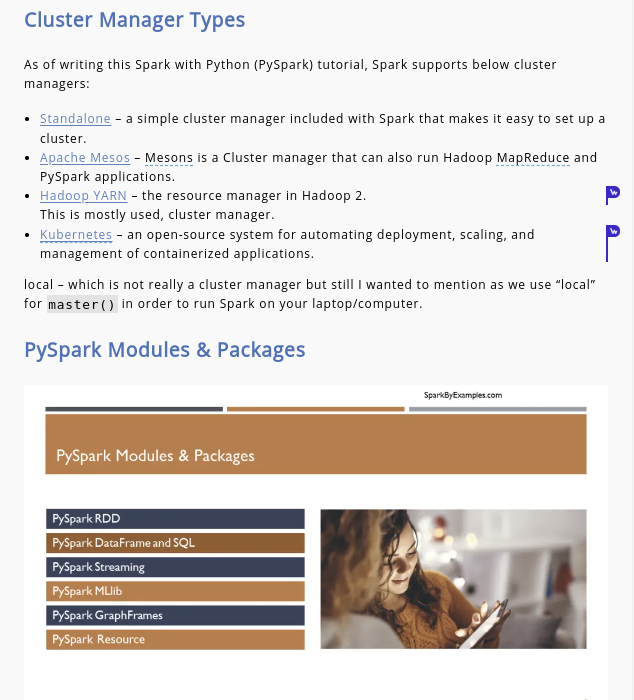 Cluster Manager Types
As of writing this Spark with Python (PySpark) tutorial, Spark supports below cluster
managers:
• Standalone – a simple cluster manager included with Spark that makes it easy to set up a
cluster.
• Apache Mesos – Mesons is a Cluster manager that can also run Hadoop MapReduce and
PySpark applications.
• Hadoop YARN – the resource manager in Hadoop 2.
This is mostly used, cluster manager.
• Kubernetes – an open-source system for automating deployment, scaling, and
management of containerized applications.
local – which is not really a cluster manager but still I wanted to mention as we use “local”
for master() in order to run Spark on your laptop/computer.
PySpark Modules & Packages
SparkByExamples.com
PySpark Modules & Packages
PySpark RDD
PySpark DataFrame and SQL
PySpark Streaming
PySpark MLlib
PySpark GraphFrames
PySpark Resource